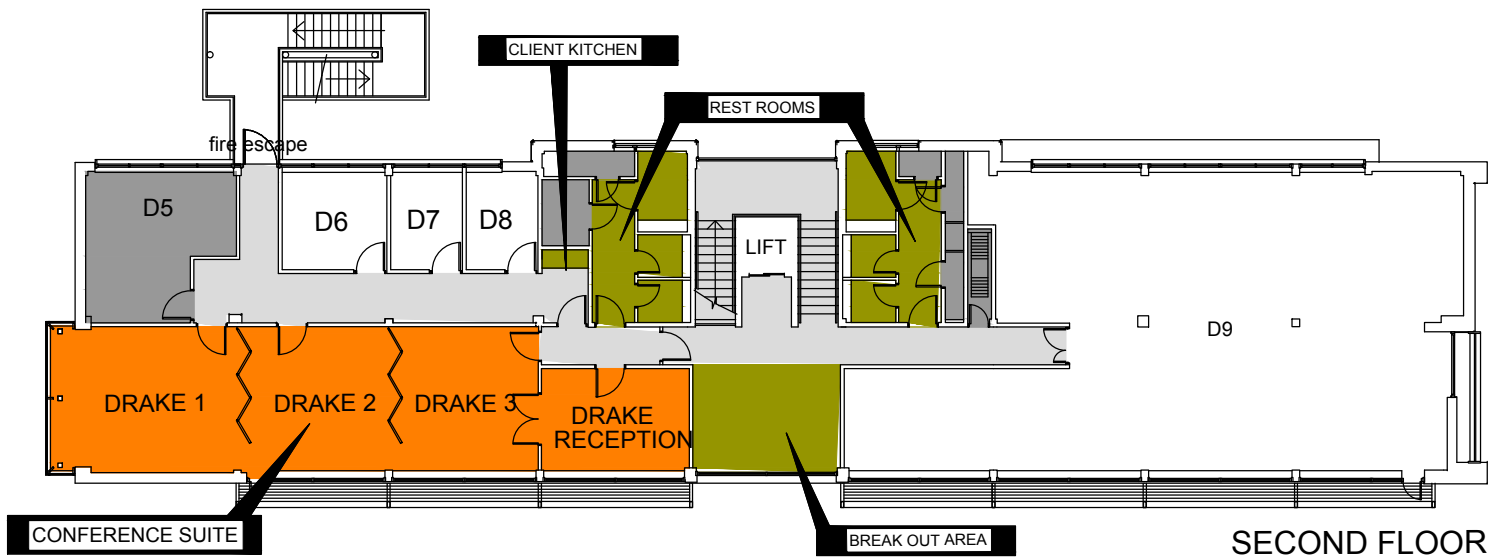 CLIENT KITCHEN
REST ROOMS
fire escape
D5
D6
D7
D8
LIFT
D9
DRAKE 1
DRAKE 2
DRAKE 3
DRAKE
RECEPTION
CONFERENCE SUITE
BREAK OUT AREA
SECOND FLOOR